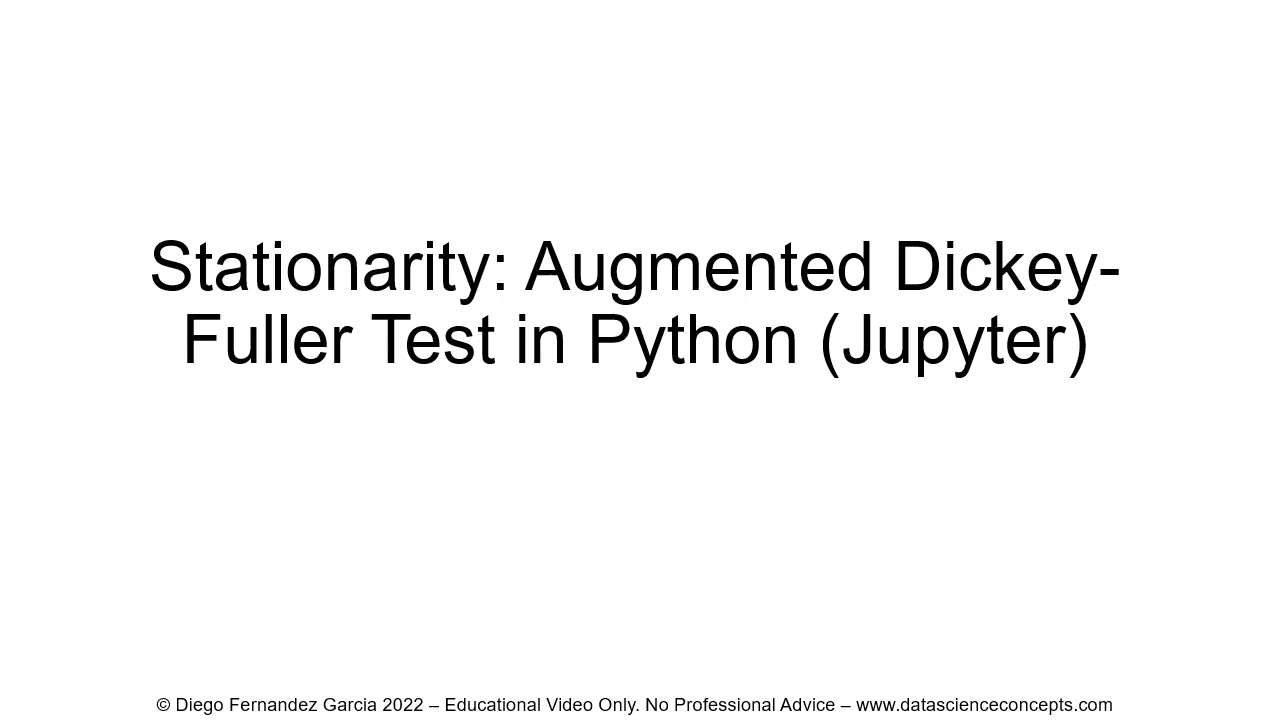 Stationarity: Augmented Dickey-
Fuller Test in Python (Jupyter)
© Diego Fernandez Garcia 2022 – Educational Video Only. No Professional Advice – www.datascienceconcepts.com